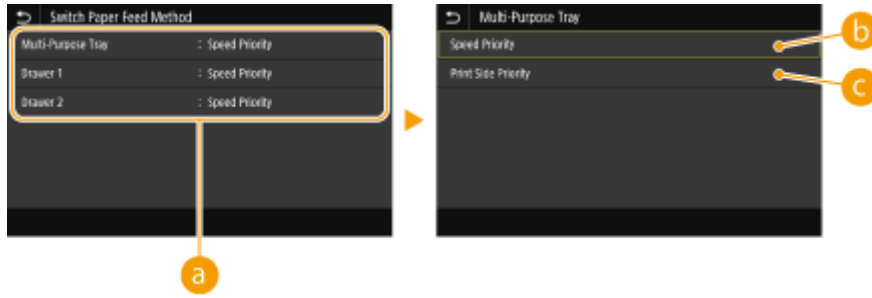 Switch Paper Feed Method
Multi-Purpose Tray : Speed Priority
Drawer 1 : Speed Priority
Drawer 2 : Speed Priority
a
Multi-Purpose Tray
Speed Priority
Print Side Priority
b
c